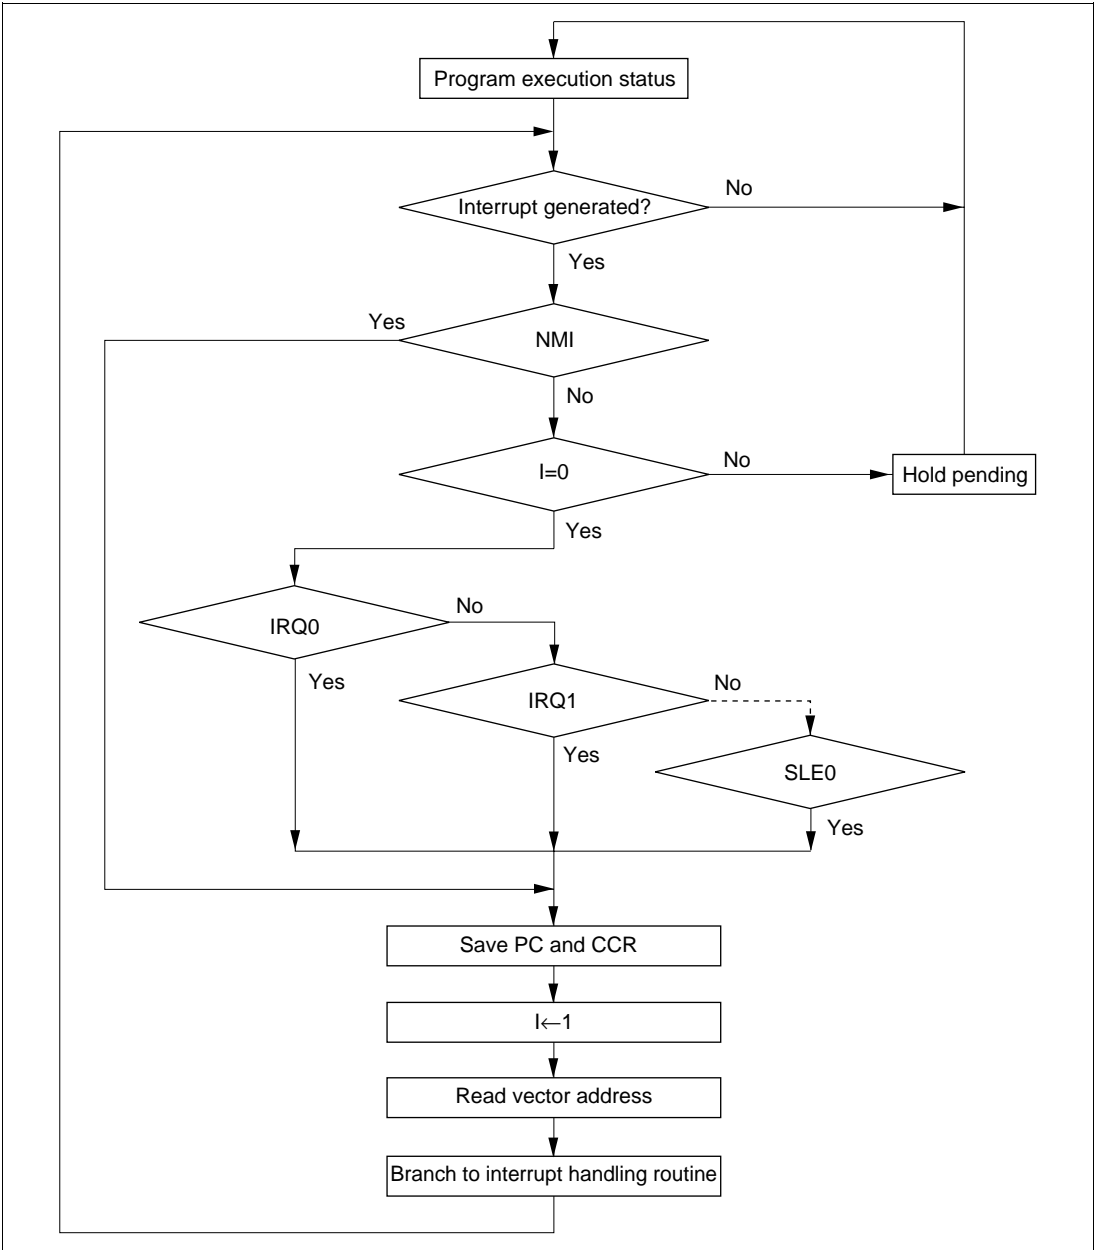 Program execution status
Interrupt generated?
No
Yes
Yes
NMI
No
I=0
No
Hold pending
Yes
IRQ0
No
Yes
IRQ1
No
Yes
SLE0
Yes
Save PC and CCR
I←1
Read vector address
Branch to interrupt handling routine